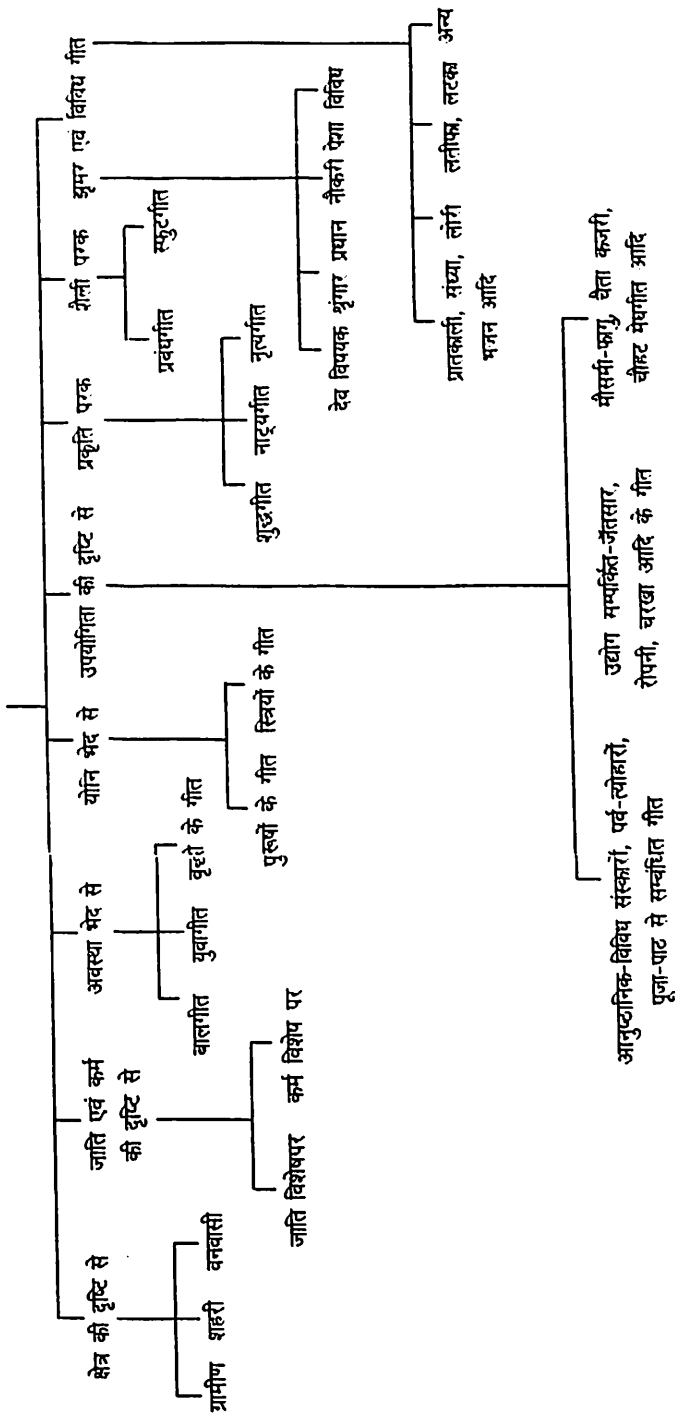 क्षेत्र की दृष्टि से
ग्रामीण
शहरी
वनवासी
जाति एवं कर्म
की दृष्टि से
जाति विशेषपर
कर्म विशेष पर
अवस्था भेद से
बालगीत
युवागीत
वृद्धों के गीत
योनि भेद से
पुरूषों के गीत
स्त्रियों के गीत
उपयोगिता की दृष्टि से
आनुष्ठानिक-विविध संस्कारों, पर्व-त्योहारों,
पूजा-पाट से सम्बंधित गीत
उद्योग सम्पर्कित-जँतसार,
रोपनी, चरखा आदि के गीत
मौसमी-फागु, चैता कजरी,
चौहट मेघगीत आदि
प्रकृति परक
शुद्धगीत
नाट्यगीत
नृत्यगीत
शैली परक
प्रबंधगीत
स्फुटगीत
झूमर एवं विविध गीत
देव विषयक
श्रृंगार प्रधान
नौकरी पेशा
विविध
प्रातकाली, संध्या,
भजन आदि
लोरी
लतीफा, लटका
अन्य